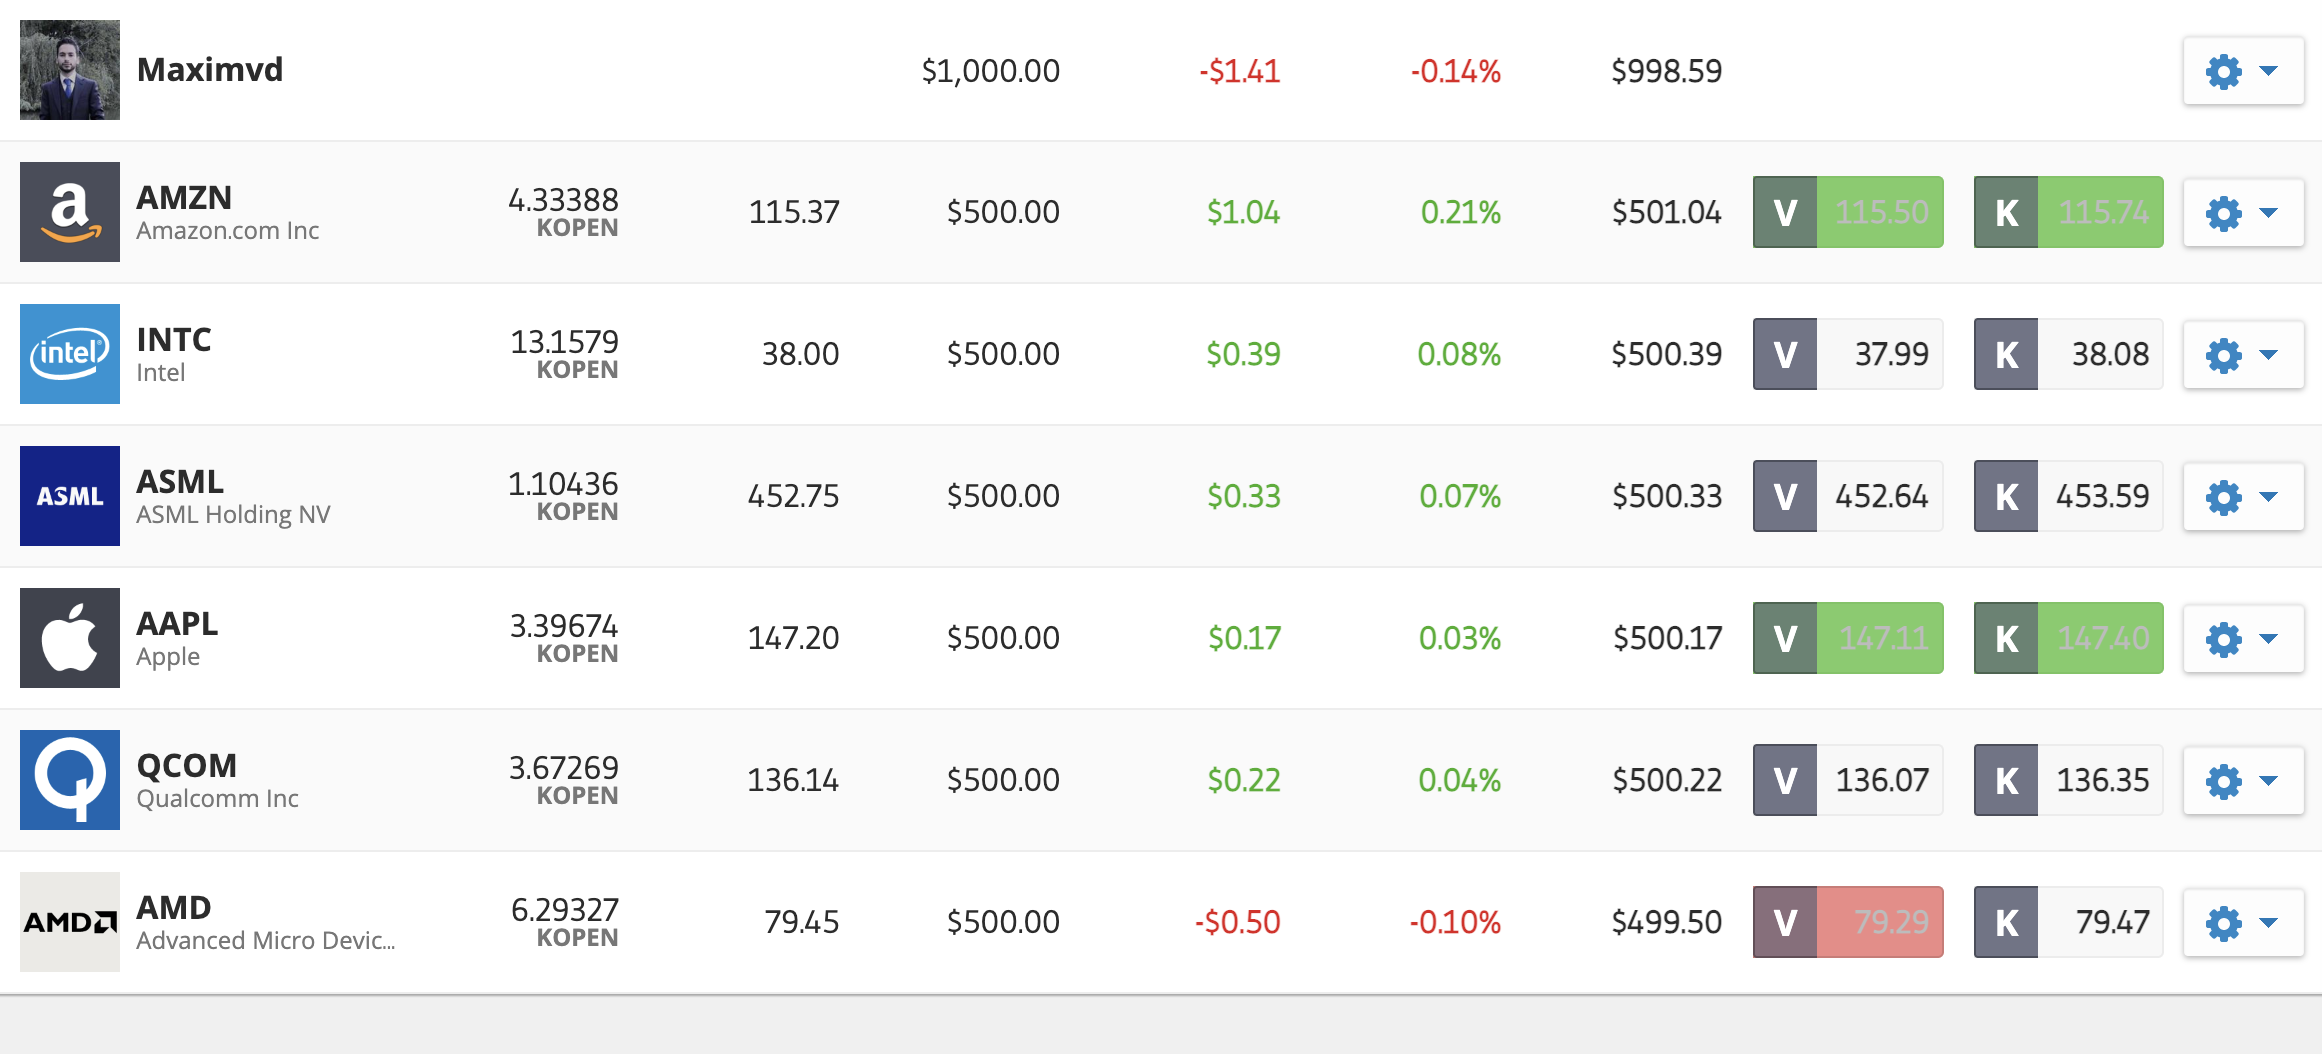 Maximvd $1,000.00 -$1.41 -0.14% $998.59
a AMZN 4.33388 115.37 $500.00 $1.04 0.21% $501.04 V 115.50 K 115.74
Amazon.com Inc KOPEN
intel INTC 13.1579 38.00 $500.00 $0.39 0.08% $500.39 V 37.99 K 38.08
Intel KOPEN
ASML ASML 1.10436 452.75 $500.00 $0.33 0.07% $500.33 V 452.64 K 453.59
ASML Holding NV KOPEN
AAPL 3.39674 147.20 $500.00 $0.17 0.03% $500.17 V 147.11 K 147.40
Apple KOPEN
QCOM 3.67269 136.14 $500.00 $0.22 0.04% $500.22 V 136.07 K 136.35
Qualcomm Inc KOPEN
AMD AMD 6.29327 79.45 $500.00 -$0.50 -0.10% $499.50 V 79.29 K 79.47
Advanced Micro Devic... KOPEN